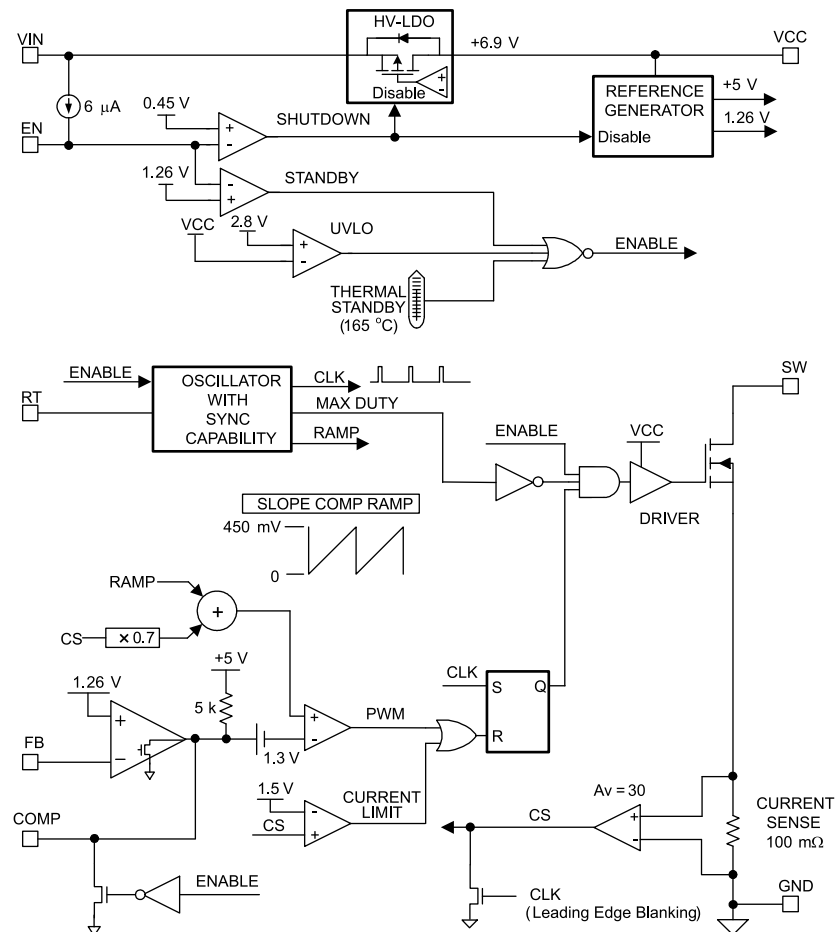 HV-LDO
VIN
+6.9 V
VCC
Disable
+
-
6 μA
0.45 V
SHUTDOWN
REFERENCE
GENERATOR
Disable
+5 V
1.26 V
EN
+
-
1.26 V
-
+
STANDBY
VCC
2.8 V
+
-
UVLO
ENABLE
THERMAL
STANDBY
(165 °C)
ENABLE
OSCILLATOR
WITH
SYNC
CAPABILITY
CLK
MAX DUTY
RAMP
RT
SW
ENABLE
VCC
DRIVER
SLOPE COMP RAMP
450 mV
0
RAMP
+
CS
× 0.7
+5 V
5 k
CLK
S
Q
R
1.26 V
+
-
FB
1.3 V
+
-
PWM
1.5 V
-
+
CS
CURRENT
LIMIT
COMP
ENABLE
Av = 30
+
-
CS
CURRENT
SENSE
100 mΩ
CLK
(Leading Edge Blanking)
GND